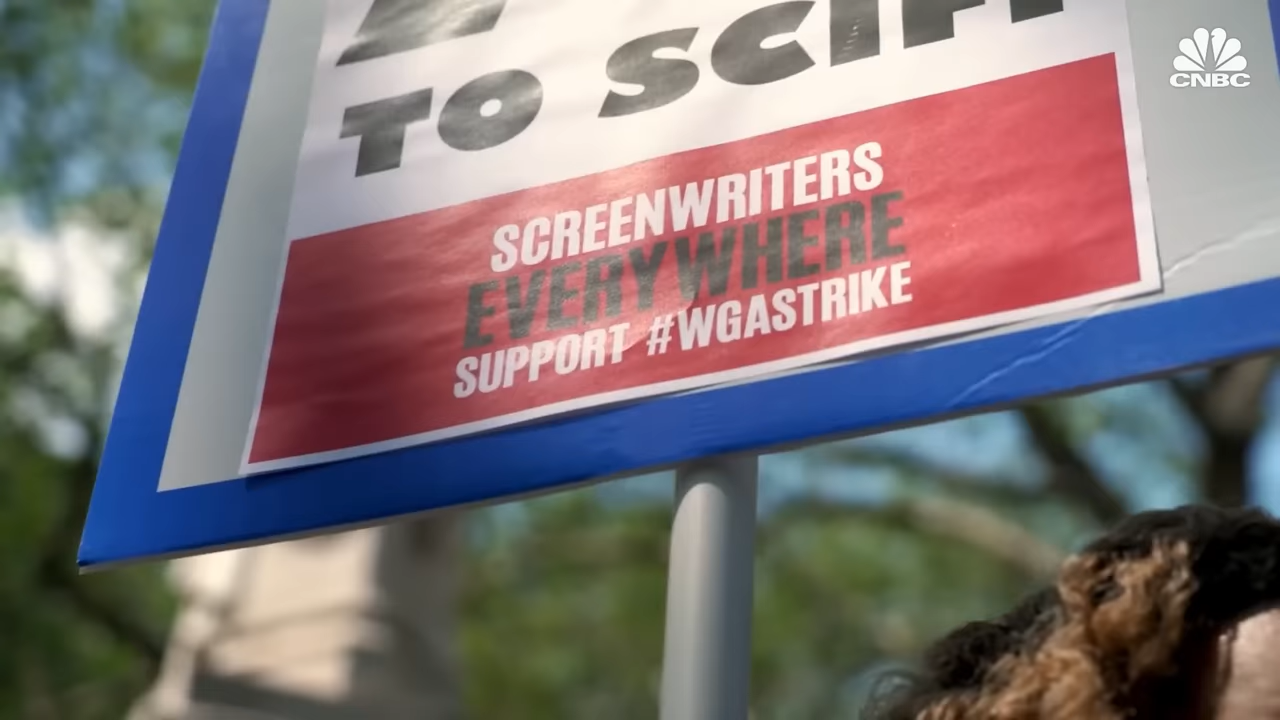 TO SCIFI
SCREENWRITERS
EVERYWHERE
SUPPORT #WGASTRIKE
CNBC